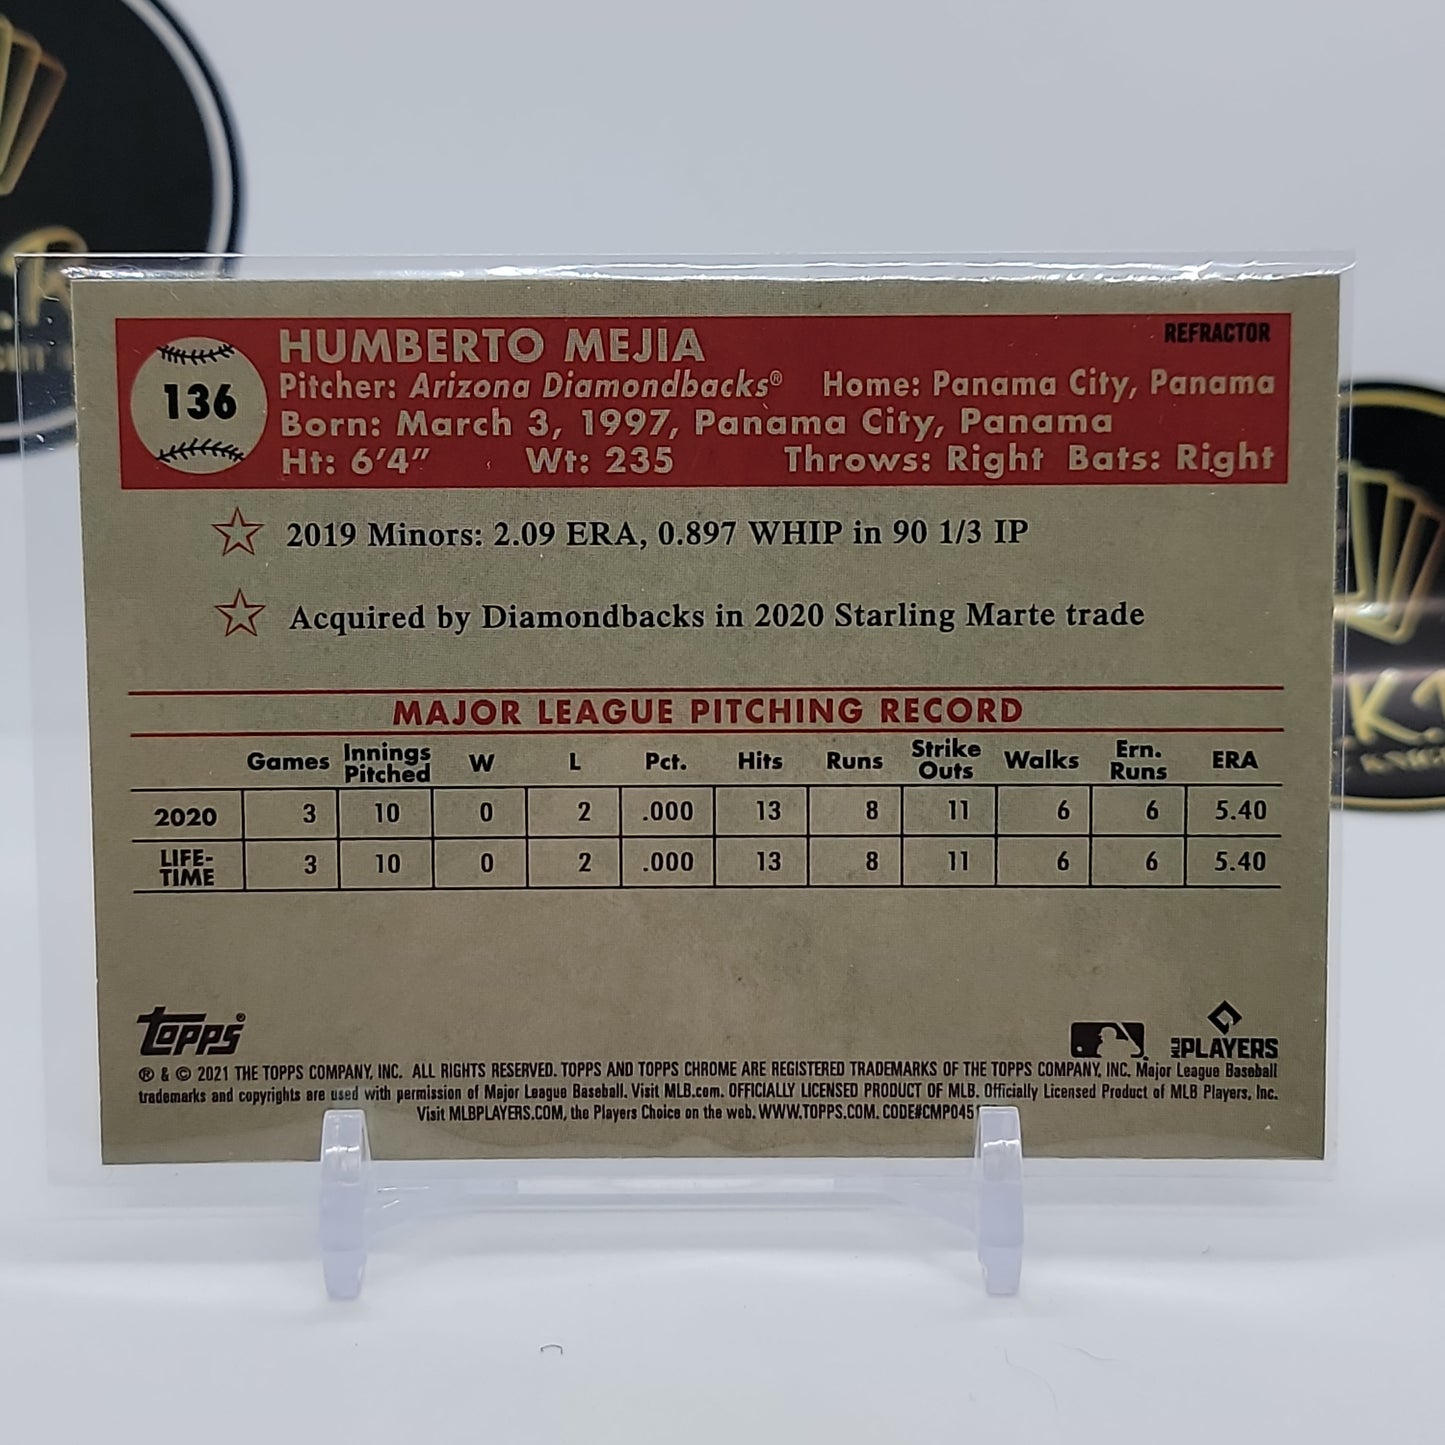 REFRACTOR
136
HUMBERTO MEJIA
Pitcher: Arizona Diamondbacks® Home: Panama City, Panama
Born: March 3, 1997, Panama City, Panama
Ht: 6'4" Wt: 235 Throws: Right Bats: Right
2019 Minors: 2.09 ERA, 0.897 WHIP in 90 1/3 IP
Acquired by Diamondbacks in 2020 Starling Marte trade
MAJOR LEAGUE PITCHING RECORD
Games Innings Pitched W L Pct. Hits Runs Strike Outs Walks Ern. Runs ERA
2020 3 10 0 2 .000 13 8 11 6 6 5.40
LIFE-TIME 3 10 0 2 .000 13 8 11 6 6 5.40
topps®
MLB PLAYERS
® & © 2021 THE TOPPS COMPANY, INC. ALL RIGHTS RESERVED. TOPPS AND TOPPS CHROME ARE REGISTERED TRADEMARKS OF THE TOPPS COMPANY, INC. Major League Baseball
trademarks and copyrights are used with permission of Major League Baseball. Visit MLB.com. OFFICIALLY LICENSED PRODUCT OF MLB. Officially Licensed Product of MLB Players, Inc.
Visit MLBPLAYERS.COM, the Players Choice on the web. WWW.TOPPS.COM. CODE#CMP045